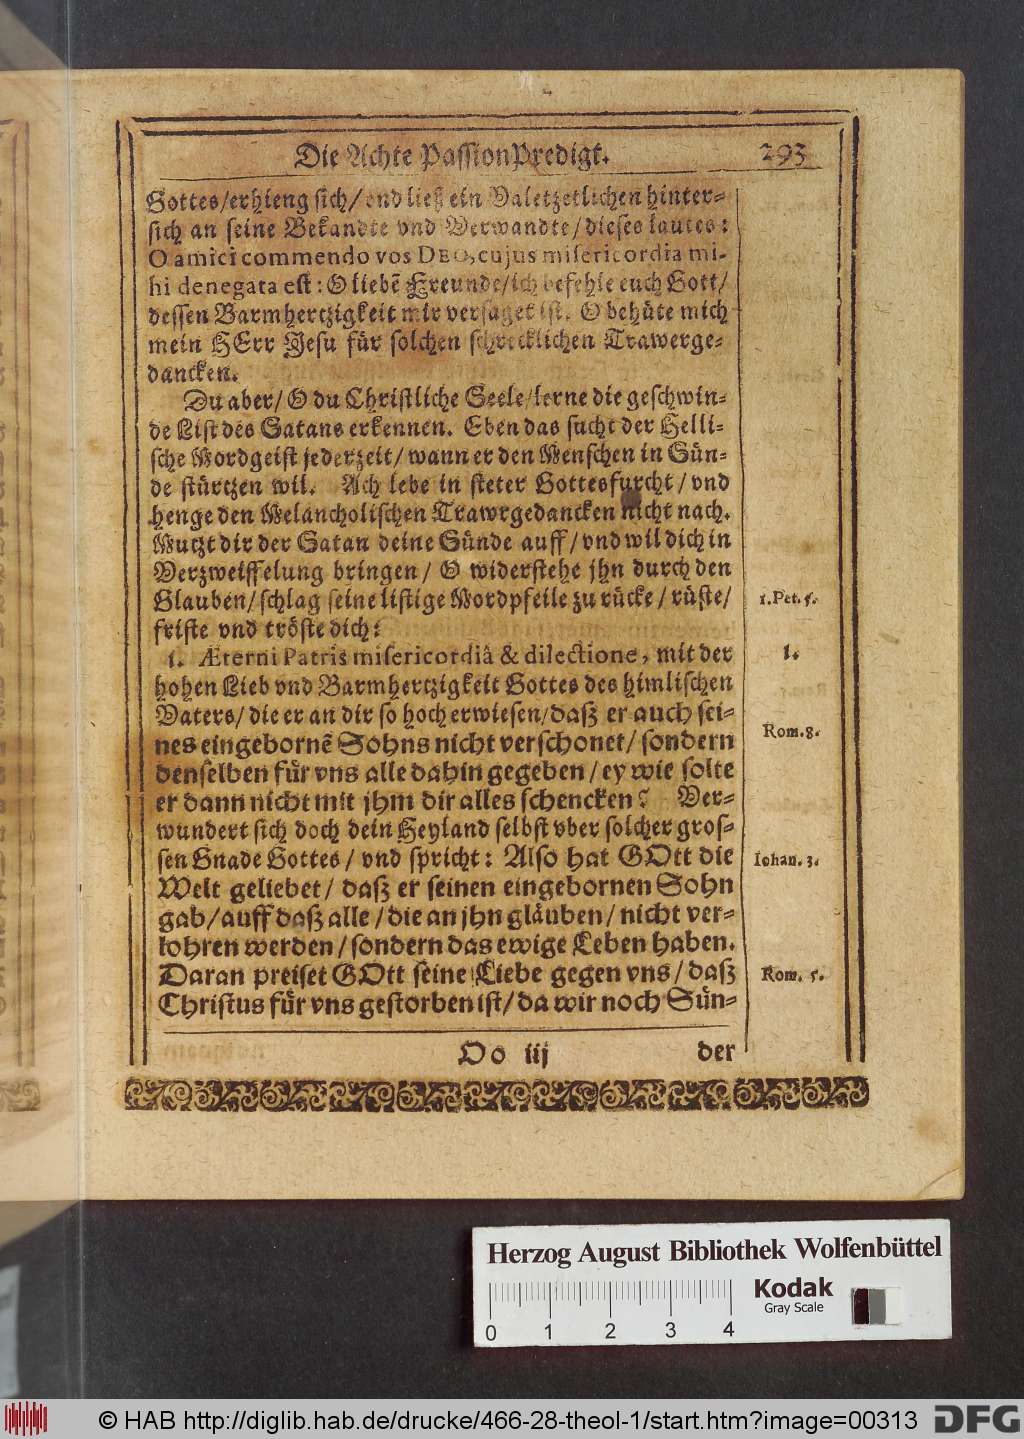 Die Achte PassionPredigt. 293
Gottes/erhieng sich/vnd ließ ein Valetzetlichen hinter-
sich an seine Bekandte vnd Verwandte/dieses lauts:
O amici commendo vos DEO, cujus misericordia mi-
hi denegata est: O liebẽ Freunde/ich befehle euch Gott/
dessen Barmhertzigkeit mir versaget ist. O behüte mich
mein HErr Jesu für solchen schrecklichen Trawerge-
dancken.
Du aber/ O du Christliche Seele/lerne die geschwin-
de List des Satans erkennen. Eben das sucht der Helli-
sche Mordgeist jederzeit/wann er den Menschen in Sün-
de stürtzen wil. Ach lebe in steter Gottesfurcht/vnd
henge den Melancholischen Trawrgedancken nicht nach.
Mutzt dir der Satan deine Sünde auff/vnd wil dich in
Verzweiffelung bringen/ O widerstehe jhn durch den
Glauben/schlag seine listige Mordpfeile zu rücke/rüste/ 1. Pet. 5.
friste vnd tröste dich:
1. Æterni Patris misericordiâ & dilectione, mit der 1.
hohen Lieb vnd Barmhertzigkeit Gottes des himlischen
Vaters/die er an dir so hoch erwiesen/daß er auch sei-
nes eingebornẽ Sohns nicht verschonet/sondern Rom. 8.
denselben für vns alle dahin gegeben/ey wie solte
er dann nicht mit jhm dir alles schencken? Ver-
wundert sich doch dein Heyland selbst vber solcher gros-
sen Gnade Gottes/vnd spricht: Also hat GOtt die Iohan. 3.
Welt geliebet/ daß er seinen eingebornen Sohn
gab/auff daß alle/die an jhn gläuben/nicht ver-
lohren werden/sondern das ewige Leben haben.
Daran preiset GOtt seine Liebe gegen vns/daß Rom. 5.
Christus für vns gestorben ist/da wir noch Sün-
Oo iij der
Herzog August Bibliothek Wolfenbüttel
Kodak
Gray Scale
0 1 2 3 4
© HAB http://diglib.hab.de/drucke/466-28-theol-1/start.htm?image=00313 DFG